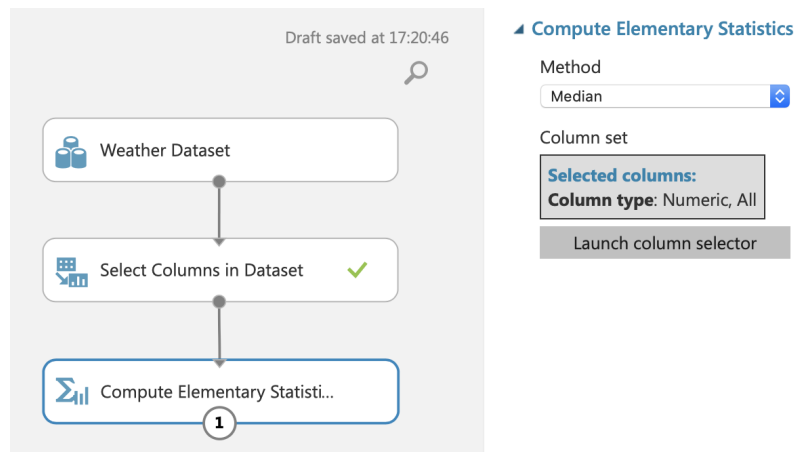 Draft saved at 17:20:46
Weather Dataset
Select Columns in Dataset
Compute Elementary Statisti...
1
Compute Elementary Statistics
Method
Median
Column set
Selected columns:
Column type: Numeric, All
Launch column selector